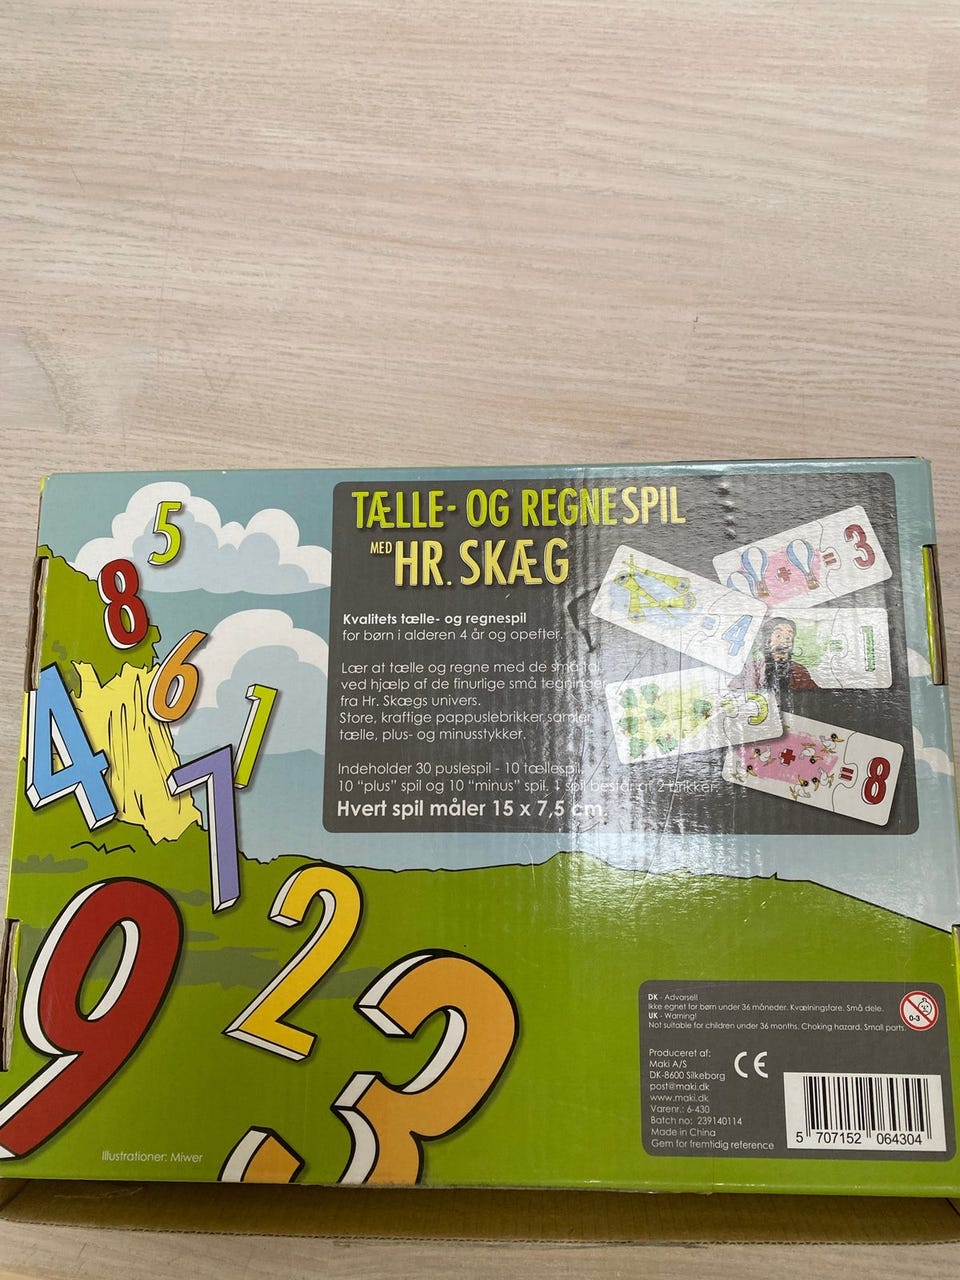 TÆLLE- OG REGNESPIL
MED HR. SKÆG
Kvalitets tælle- og regnespil
for børn i alderen 4 år og opefter.
Lær at tælle og regne med de små tal,
ved hjælp af de finurlige små tegninger
fra Hr. Skægs univers.
Store, kraftige pappuslebrikker samler
tælle, plus- og minusstykker.
Indeholder 30 puslespil - 10 tællespil,
10 "plus" spil og 10 "minus" spil. 1 spil består af 2 brikker.
Hvert spil måler 15 x 7,5 cm.
+ = 3
= 4
- = 1
= 5
+ = 8
5
8
6
4
1
7
2
9
3
DK - Advarsel!
Ikke egnet for børn under 36 måneder. Kvælningsfare. Små dele.
UK - Warning!
Not suitable for children under 36 months. Choking hazard. Small parts.
0-3
Produceret af:
Maki A/S
DK-8600 Silkeborg
post@maki.dk
www.maki.dk
Varenr.: 6-430
Batch no: 239140114
Made in China
Gem for fremtidig reference
CE
5 707152 064304
Illustrationer: Miwer